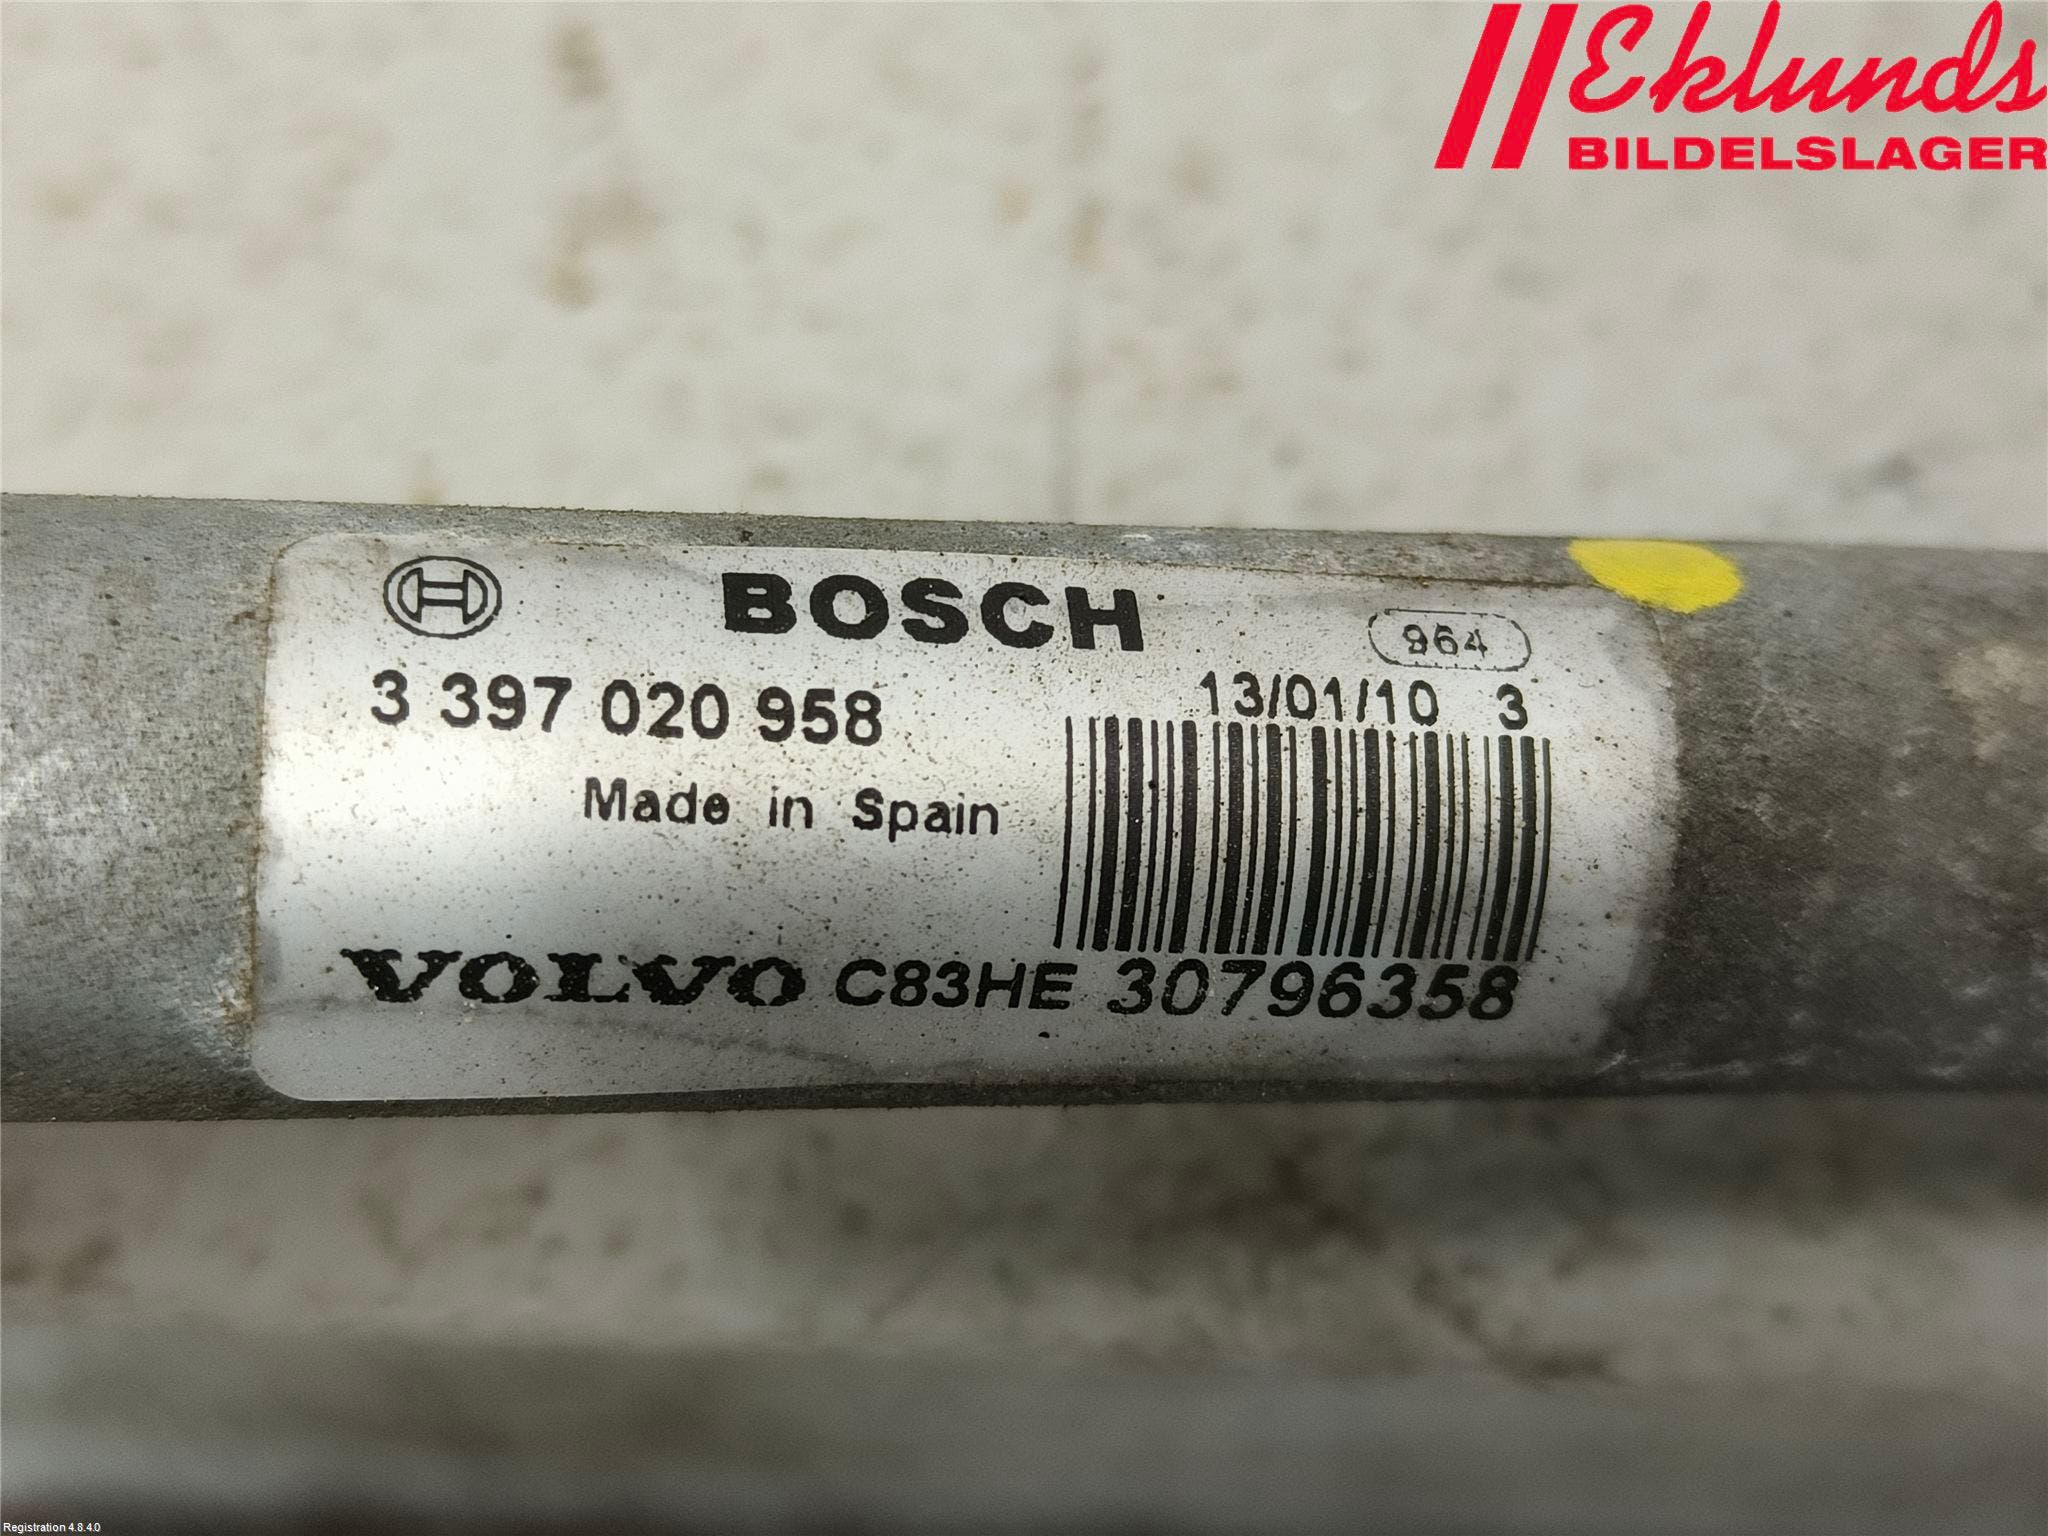 Eklunds
BILDELSLAGER
BOSCH
964
3 397 020 958
13/01/10 3
Made in Spain
VOLVO C83HE 30796358
Registration 4.8.4.0